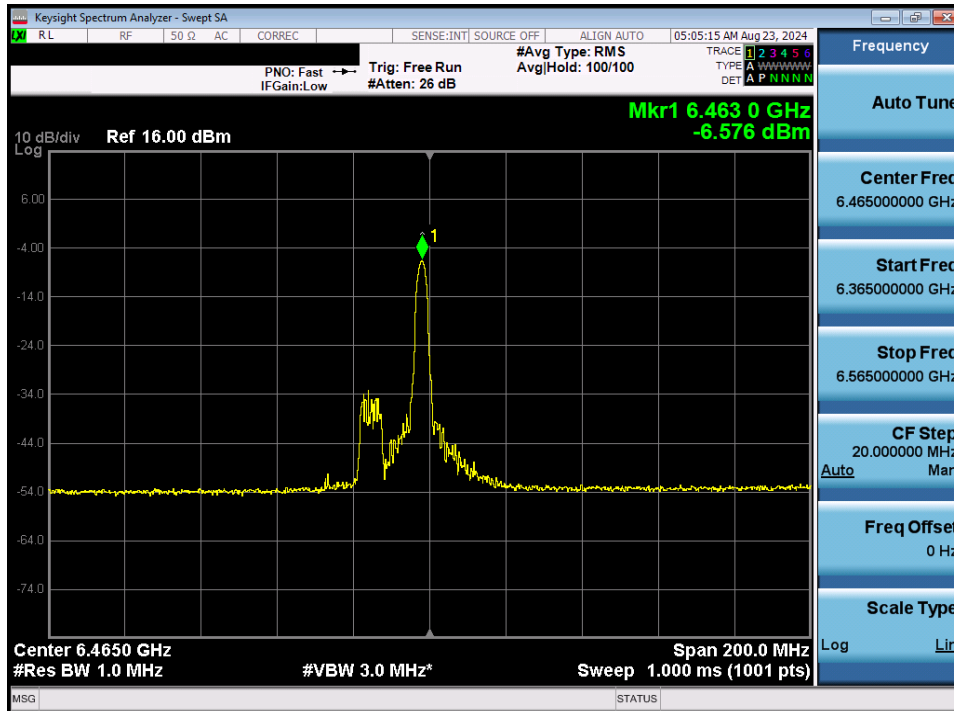 Keysight Spectrum Analyzer - Swept SA
LXI RL RF 50 Ω AC CORREC SENSE:INT SOURCE OFF ALIGN AUTO 05:05:15 AM Aug 23, 2024
PNO: Fast Trig: Free Run #Avg Type: RMS TRACE 1 2 3 4 5 6
IFGain:Low #Atten: 26 dB Avg|Hold: 100/100 TYPE A WWWWW
DET A P N N N N
Mkr1 6.463 0 GHz
-6.576 dBm
10 dB/div Ref 16.00 dBm
Log
6.00
1
-4.00
-14.0
-24.0
-34.0
-44.0
-54.0
-64.0
-74.0
Center 6.4650 GHz Span 200.0 MHz
#Res BW 1.0 MHz #VBW 3.0 MHz* Sweep 1.000 ms (1001 pts)
MSG STATUS
Frequency
Auto Tune
Center Freq
6.465000000 GHz
Start Freq
6.365000000 GHz
Stop Freq
6.565000000 GHz
CF Step
20.000000 MHz
Auto Man
Freq Offset
0 Hz
Scale Type
Log Lin